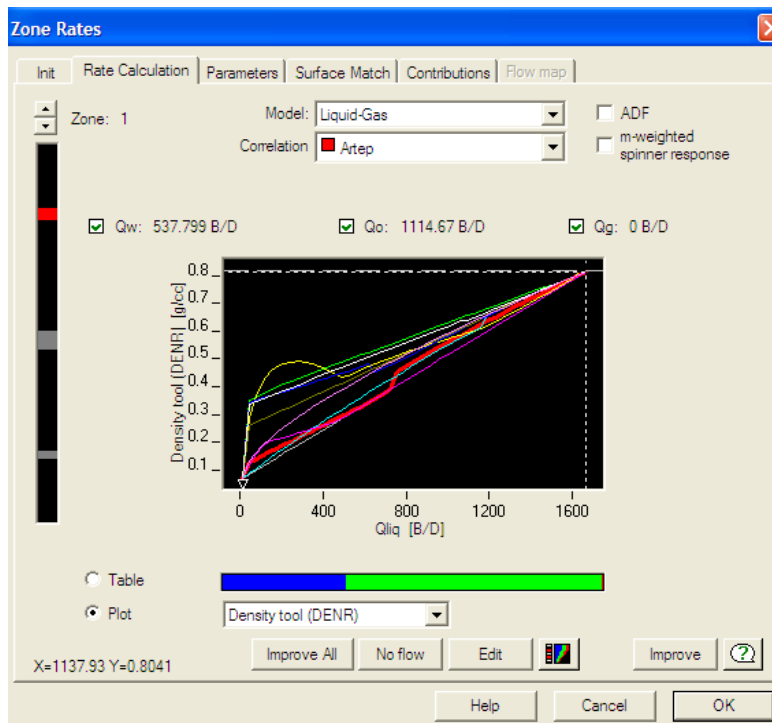 Zone Rates
Init Rate Calculation Parameters Surface Match Contributions Flow map
Zone: 1
Model: Liquid-Gas
ADF
Correlation Artep
m-weighted
spinner response
Qw: 537.799 B/D Qo: 1114.67 B/D Qg: 0 B/D
Density tool (DENR) [g/cc]
0.8
0.7
0.6
0.5
0.4
0.3
0.2
0.1
0 400 800 1200 1600
Qliq [B/D]
Table
Plot Density tool (DENR)
X=1137.93 Y=0.8041
Improve All No flow Edit Improve ?
Help Cancel OK